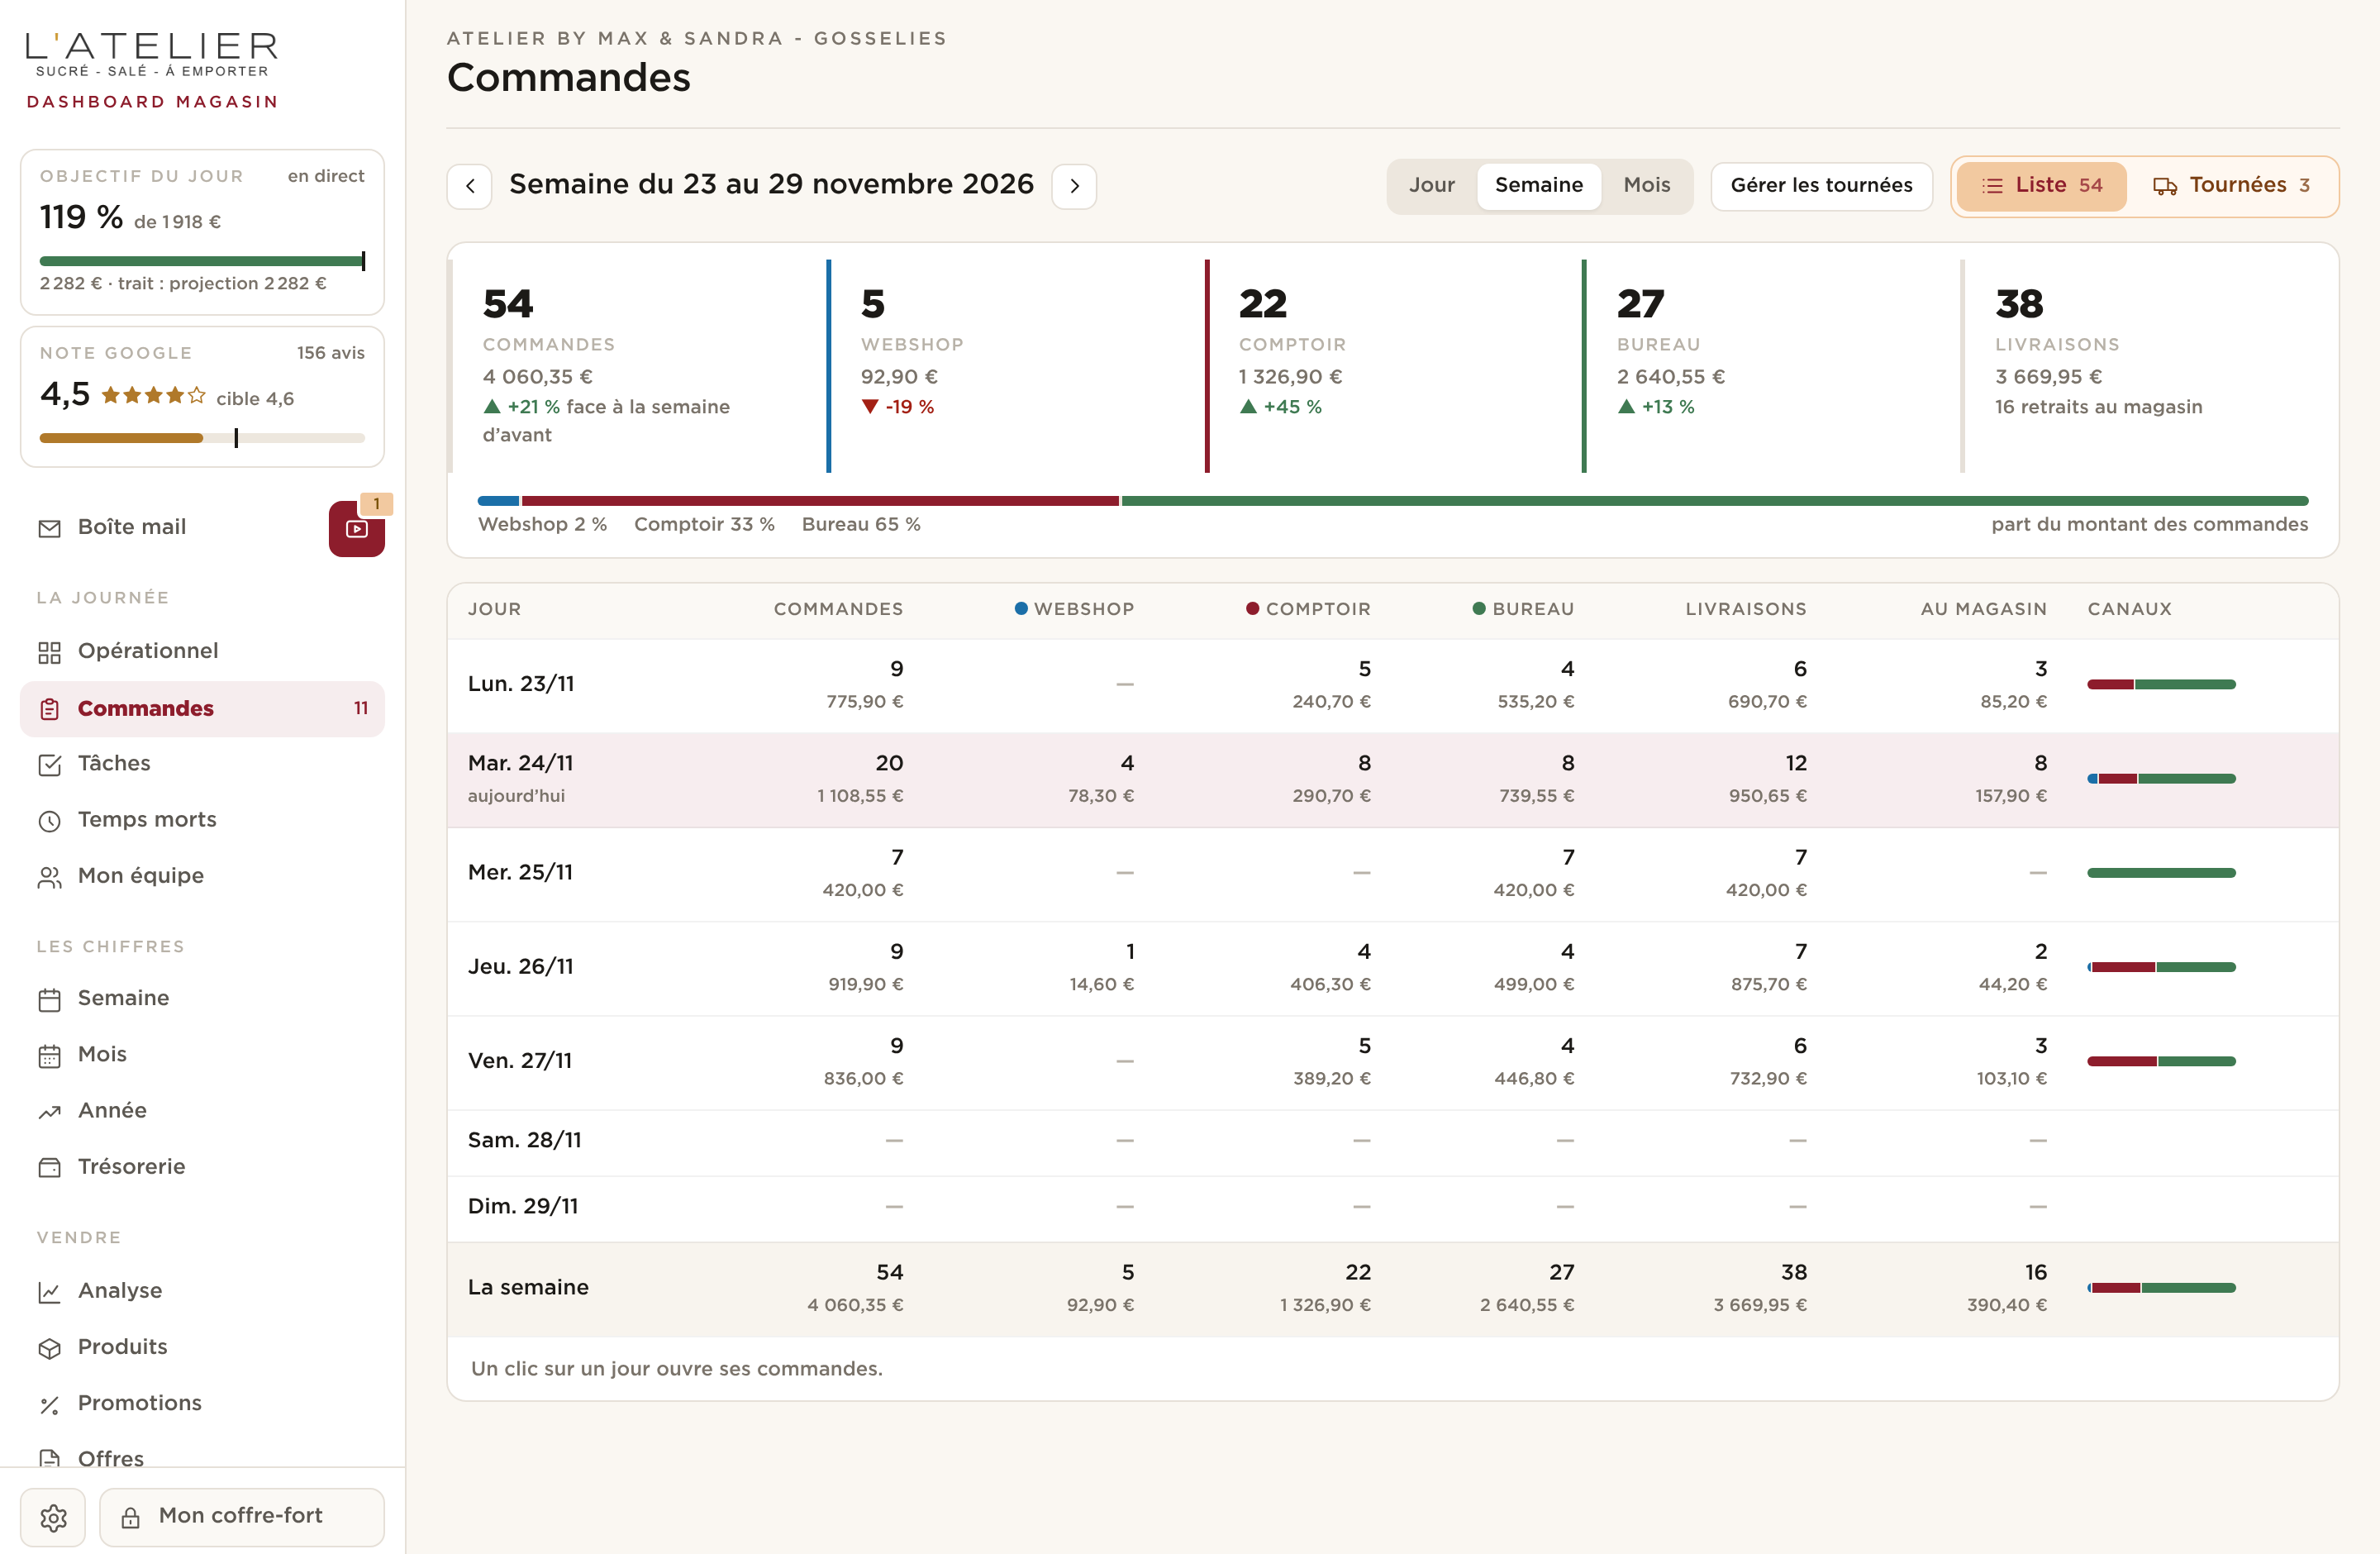 L'ATELIER
SUCRÉ - SALÉ - Á EMPORTER
DASHBOARD MAGASIN
OBJECTIF DU JOUR en direct
119 % de 1 918 €
2 282 € · trait : projection 2 282 €
NOTE GOOGLE 156 avis
4,5 cible 4,6
Boîte mail 1
LA JOURNÉE
Opérationnel
Commandes 11
Tâches
Temps morts
Mon équipe
LES CHIFFRES
Semaine
Mois
Année
Trésorerie
VENDRE
Analyse
Produits
Promotions
Offres
Mon coffre-fort
ATELIER BY MAX & SANDRA - GOSSELIES
Commandes
Semaine du 23 au 29 novembre 2026
Jour Semaine Mois Gérer les tournées Liste 54 Tournées 3
54 5 22 27 38
COMMANDES WEBSHOP COMPTOIR BUREAU LIVRAISONS
4 060,35 € 92,90 € 1 326,90 € 2 640,55 € 3 669,95 €
▲ +21 % face à la semaine ▼ -19 % ▲ +45 % ▲ +13 % 16 retraits au magasin
d’avant
Webshop 2 % Comptoir 33 % Bureau 65 % part du montant des commandes
JOUR COMMANDES WEBSHOP COMPTOIR BUREAU LIVRAISONS AU MAGASIN CANAUX
Lun. 23/11 9 — 5 4 6 3
775,90 € 240,70 € 535,20 € 690,70 € 85,20 €
Mar. 24/11 20 4 8 8 12 8
aujourd’hui 1 108,55 € 78,30 € 290,70 € 739,55 € 950,65 € 157,90 €
Mer. 25/11 7 — — 7 7 —
420,00 € 420,00 € 420,00 €
Jeu. 26/11 9 1 4 4 7 2
919,90 € 14,60 € 406,30 € 499,00 € 875,70 € 44,20 €
Ven. 27/11 9 — 5 4 6 3
836,00 € 389,20 € 446,80 € 732,90 € 103,10 €
Sam. 28/11 — — — — — —
Dim. 29/11 — — — — — —
La semaine 54 5 22 27 38 16
4 060,35 € 92,90 € 1 326,90 € 2 640,55 € 3 669,95 € 390,40 €
Un clic sur un jour ouvre ses commandes.